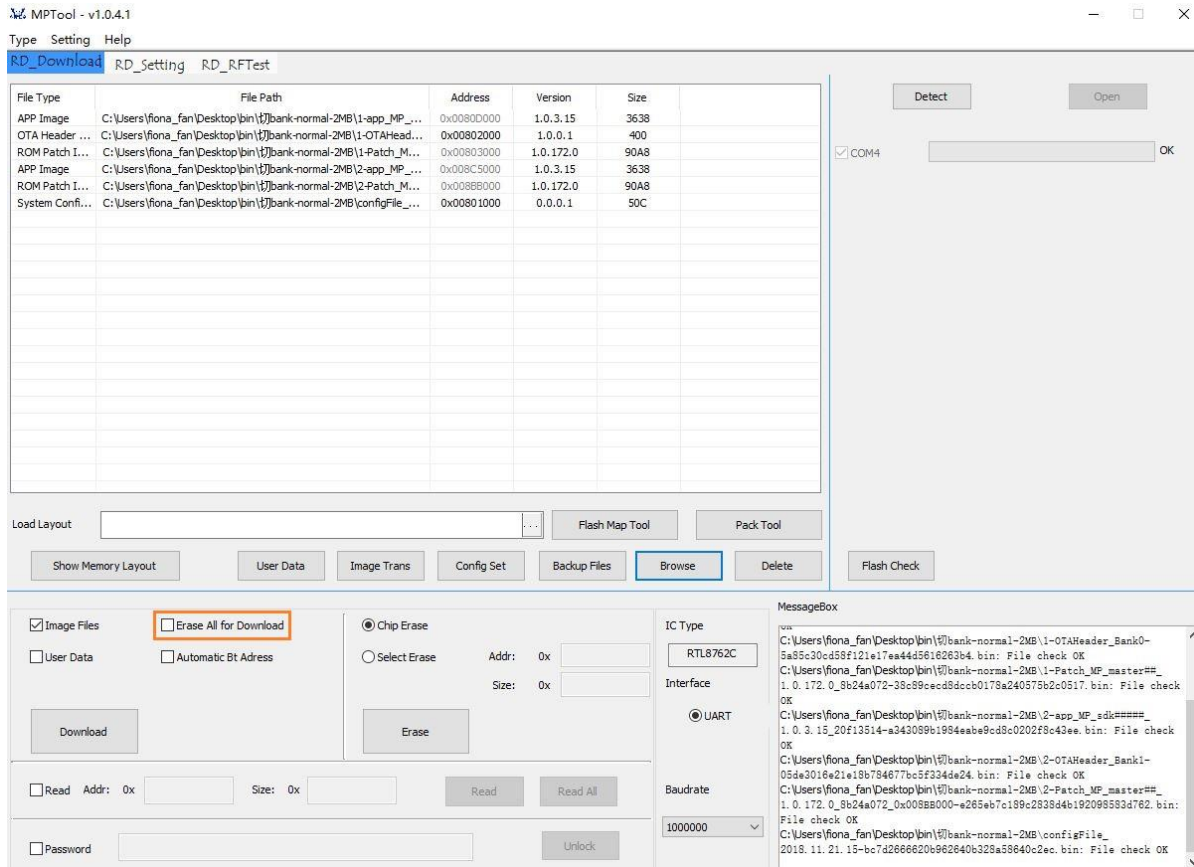 MPTool - v1.0.4.1
Type Setting Help
RD_Download RD_Setting RD_RFTest
File Type File Path Address Version Size
APP Image C:\Users\fiona_fan\Desktop\bin\切bank-normal-2MB\1-app_MP_... 0x0080D000 1.0.3.15 3638
OTA Header ... C:\Users\fiona_fan\Desktop\bin\切bank-normal-2MB\1-OTAHead... 0x00802000 1.0.0.1 400
ROM Patch I... C:\Users\fiona_fan\Desktop\bin\切bank-normal-2MB\1-Patch_M... 0x00803000 1.0.172.0 90A8
APP Image C:\Users\fiona_fan\Desktop\bin\切bank-normal-2MB\2-app_MP_... 0x008C5000 1.0.3.15 3638
ROM Patch I... C:\Users\fiona_fan\Desktop\bin\切bank-normal-2MB\2-Patch_M... 0x008BB000 1.0.172.0 90A8
System Confi... C:\Users\fiona_fan\Desktop\bin\切bank-normal-2MB\configFile_... 0x00801000 0.0.0.1 50C
Detect Open
COM4 OK
Load Layout ... Flash Map Tool Pack Tool
Show Memory Layout User Data Image Trans Config Set Backup Files Browse Delete Flash Check
Image Files Erase All for Download
User Data Automatic Bt Adress
Download
Chip Erase
Select Erase Addr: 0x
Size: 0x
Erase
Read Addr: 0x Size: 0x Read Read All
Password Unlock
IC Type
RTL8762C
Interface
UART
Baudrate
1000000
MessageBox
OK
C:\Users\fiona_fan\Desktop\bin\切bank-normal-2MB\1-OTAHeader_Bank0-
5a85c30cd58f121e17ea44d5616263b4.bin: File check OK
C:\Users\fiona_fan\Desktop\bin\切bank-normal-2MB\1-Patch_MP_master##_
1.0.172.0_8b24a072-38c89cecd8dccb0178a240575b2c0517.bin: File check
OK
C:\Users\fiona_fan\Desktop\bin\切bank-normal-2MB\2-app_MP_sdk#####_
1.0.3.15_20f13514-a343089b1984eabe9cd8c0202f8c43ee.bin: File check
OK
C:\Users\fiona_fan\Desktop\bin\切bank-normal-2MB\2-OTAHeader_Bank1-
05de3016e21e18b784677bc5f334de24.bin: File check OK
C:\Users\fiona_fan\Desktop\bin\切bank-normal-2MB\2-Patch_MP_master##_
1.0.172.0_8b24a072_0x008BB000-e265eb7c189c2838d4b192098583d762.bin:
File check OK
C:\Users\fiona_fan\Desktop\bin\切bank-normal-2MB\configFile_
2018.11.21.15-bc7d2666620b962640b328a58640c2ec.bin: File check OK